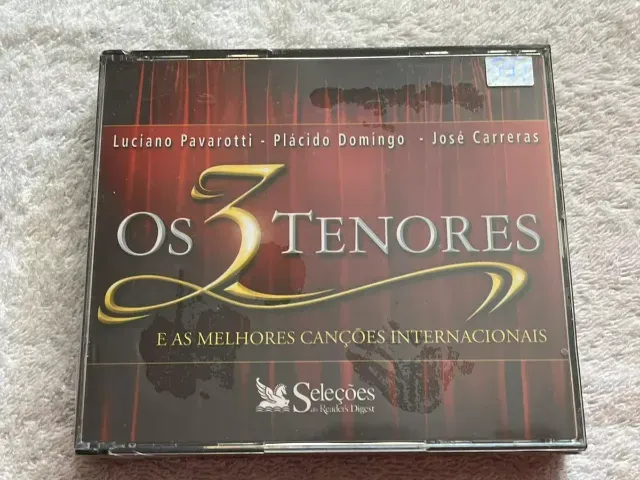 Luciano Pavarotti - Plácido Domingo - José Carreras
OS 3 TENORES
E AS MELHORES CANÇÕES INTERNACIONAIS
Seleções
do Reader's Digest